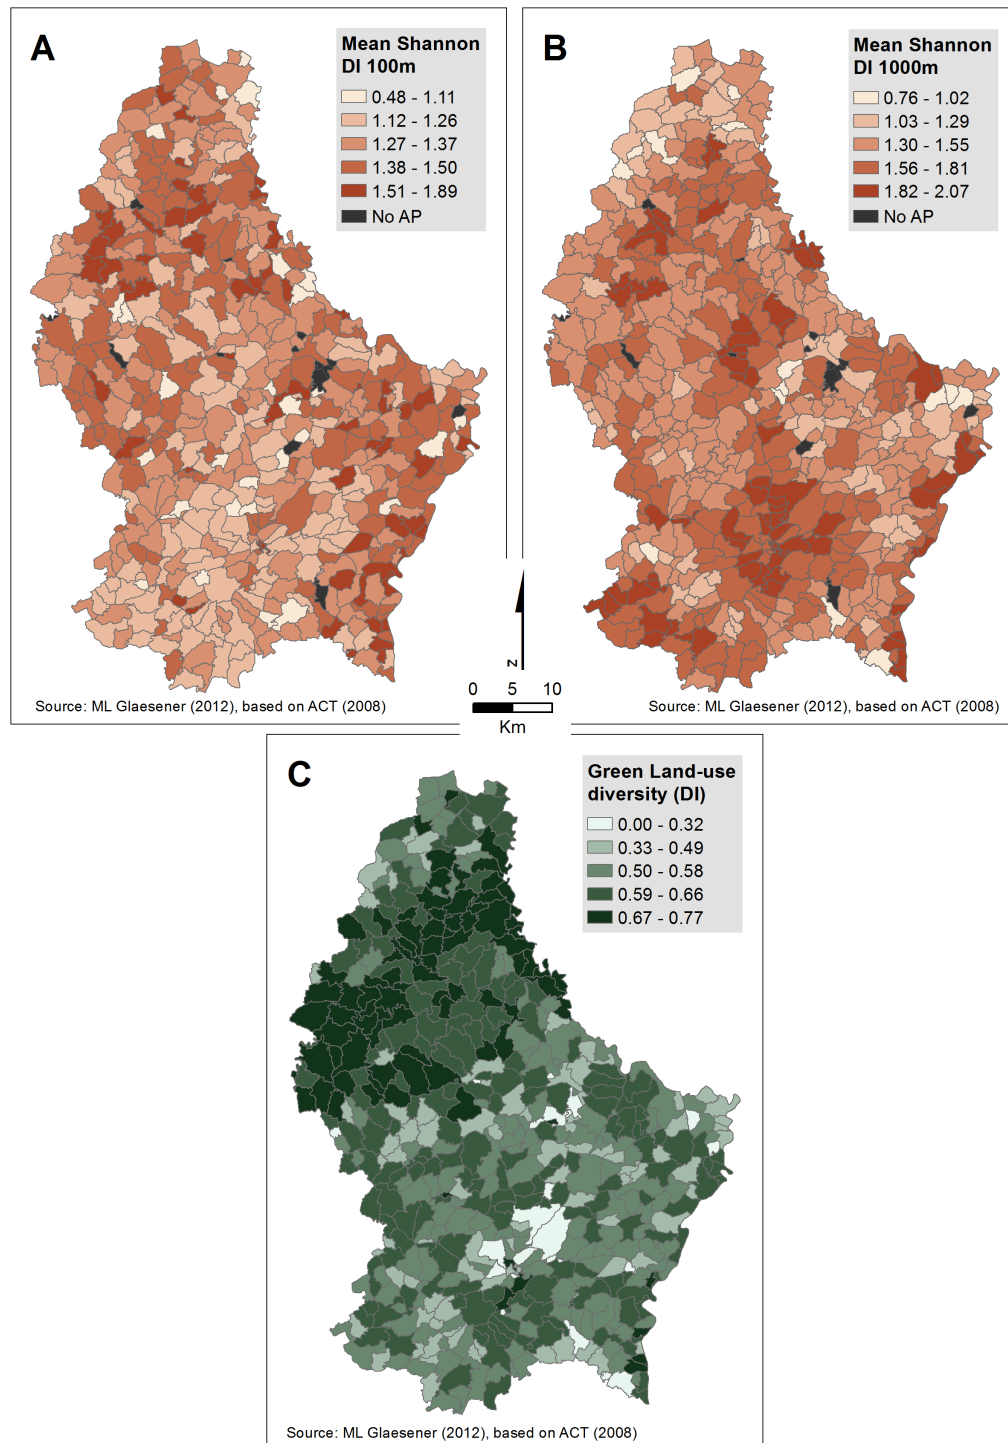 A
Mean Shannon
DI 100m
0.48 - 1.11
1.12 - 1.26
1.27 - 1.37
1.38 - 1.50
1.51 - 1.89
No AP
Source: ML Glaesener (2012), based on ACT (2008)
B
Mean Shannon
DI 1000m
0.76 - 1.02
1.03 - 1.29
1.30 - 1.55
1.56 - 1.81
1.82 - 2.07
No AP
Source: ML Glaesener (2012), based on ACT (2008)
N
0 5 10
Km
C
Green Land-use
diversity (DI)
0.00 - 0.32
0.33 - 0.49
0.50 - 0.58
0.59 - 0.66
0.67 - 0.77
Source: ML Glaesener (2012), based on ACT (2008)